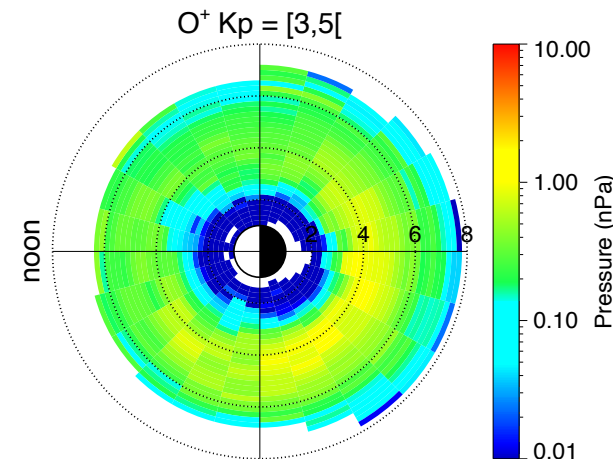 O+ Kp = [3,5[
noon
2 4 6 8
10.00
1.00
0.10
0.01
Pressure (nPa)